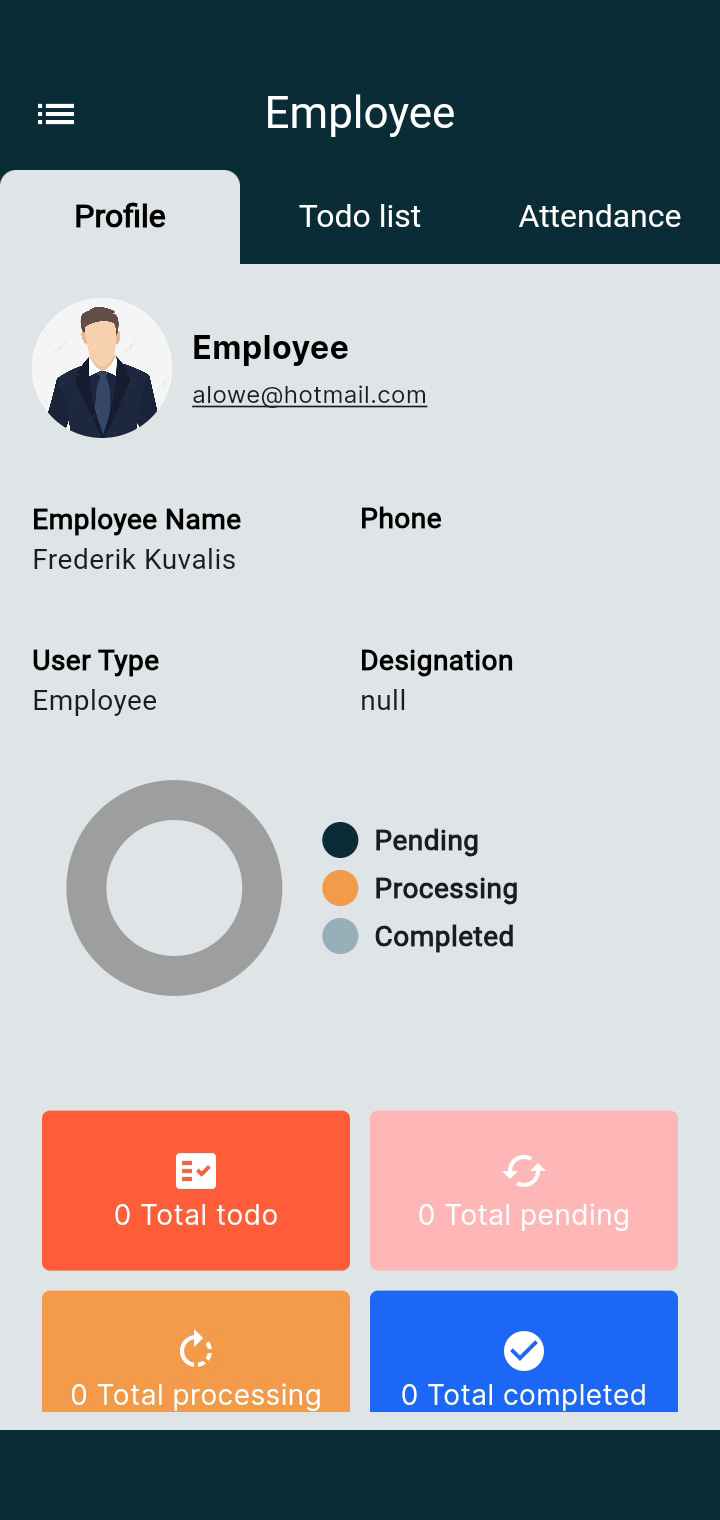 Employee
Profile
Todo list
Attendance
Employee
alowe@hotmail.com
Employee Name
Phone
Frederik Kuvalis
User Type
Designation
Employee
null
Pending
Processing
Completed
0 Total todo
0 Total pending
0 Total processing
0 Total completed